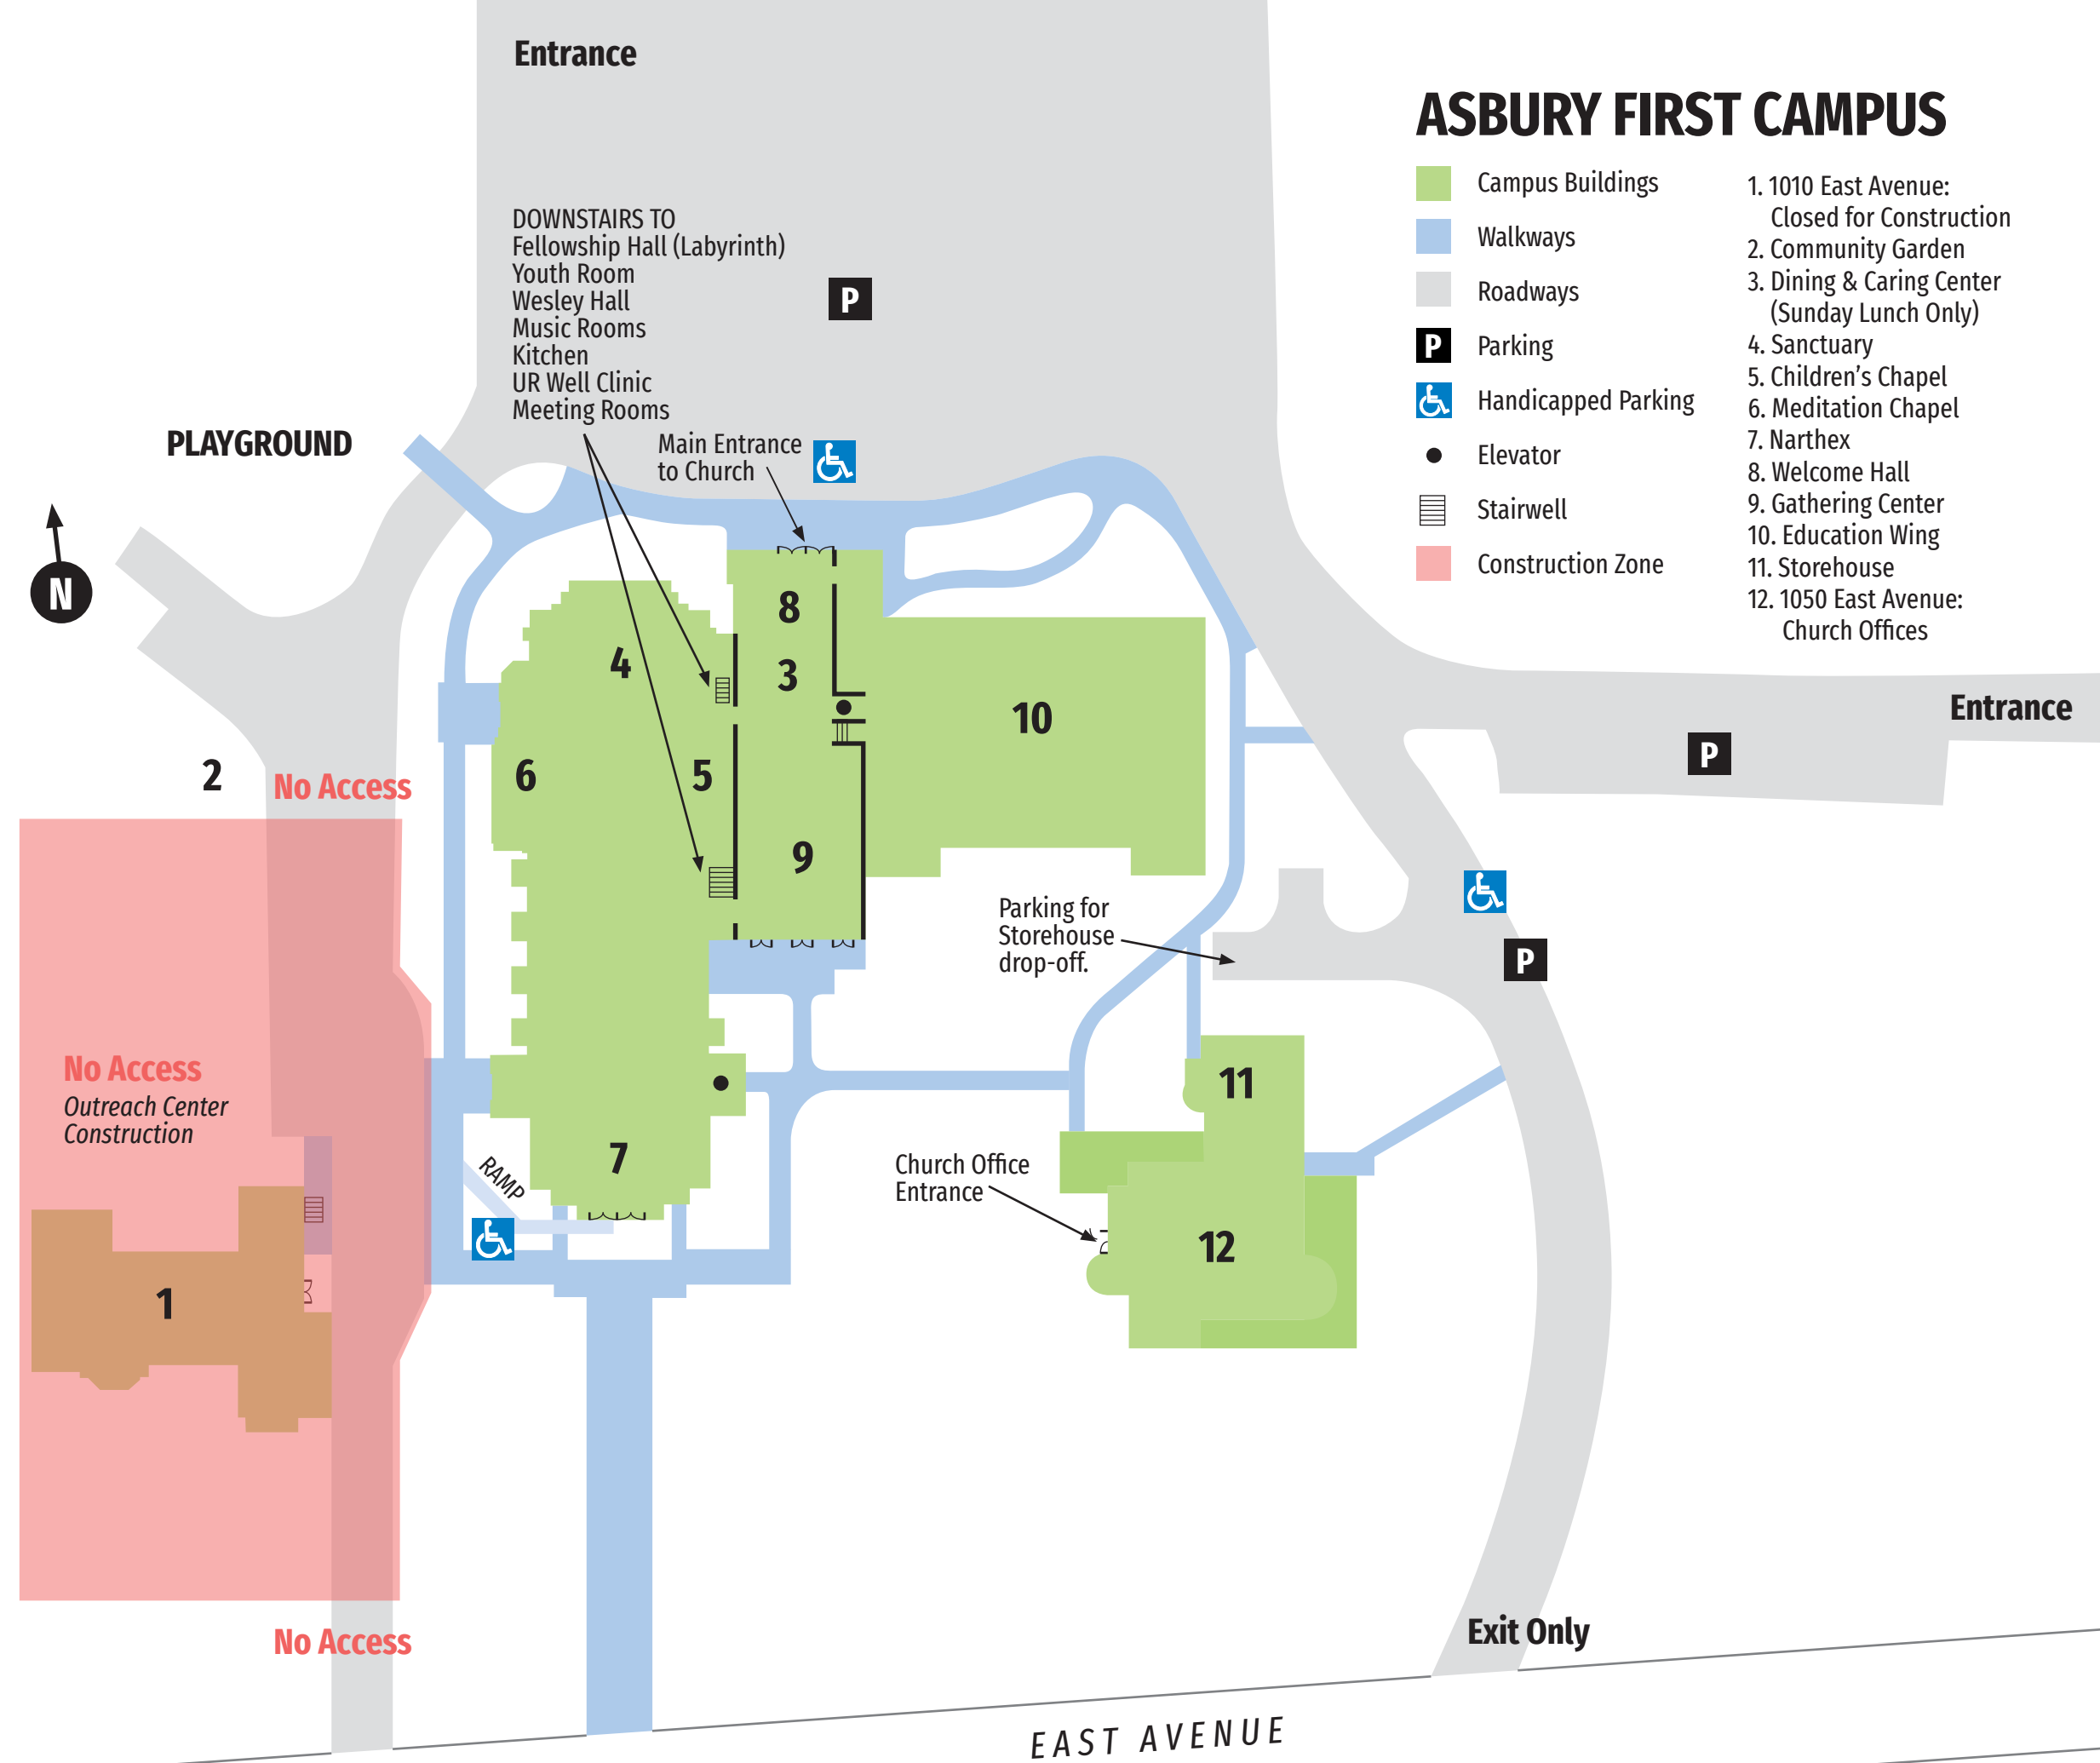 Entrance
ASBURY FIRST CAMPUS
Campus Buildings
Walkways
Roadways
P
Parking
Handicapped Parking
Elevator
Stairwell
Construction Zone
1. 1010 East Avenue:
Closed for Construction
2. Community Garden
3. Dining & Caring Center
(Sunday Lunch Only)
4. Sanctuary
5. Children's Chapel
6. Meditation Chapel
7. Narthex
8. Welcome Hall
9. Gathering Center
10. Education Wing
11. Storehouse
12. 1050 East Avenue:
Church Offices
DOWNSTAIRS TO
Fellowship Hall (Labyrinth)
Youth Room
Wesley Hall
Music Rooms
Kitchen
UR Well Clinic
Meeting Rooms
P
Main Entrance
to Church
PLAYGROUND
N
8
4
3
10
Entrance
P
2
No Access
6
5
9
Parking for
Storehouse
drop-off.
P
No Access
Outreach Center
Construction
11
7
RAMP
Church Office
Entrance
12
1
No Access
Exit Only
EAST AVENUE